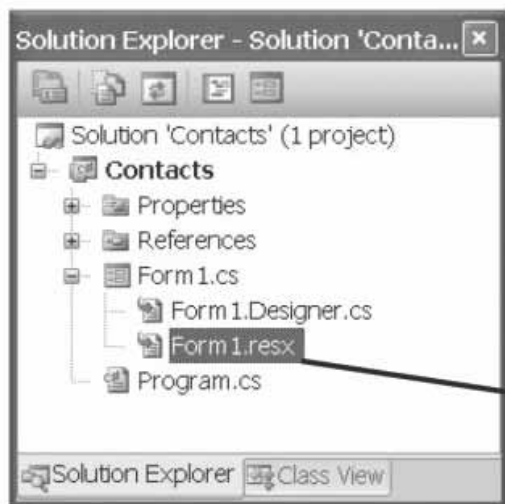 Solution Explorer - Solution 'Conta...
Solution 'Contacts' (1 project)
Contacts
Properties
References
Form1.cs
Form1.Designer.cs
Form1.resx
Program.cs
Solution Explorer Class View